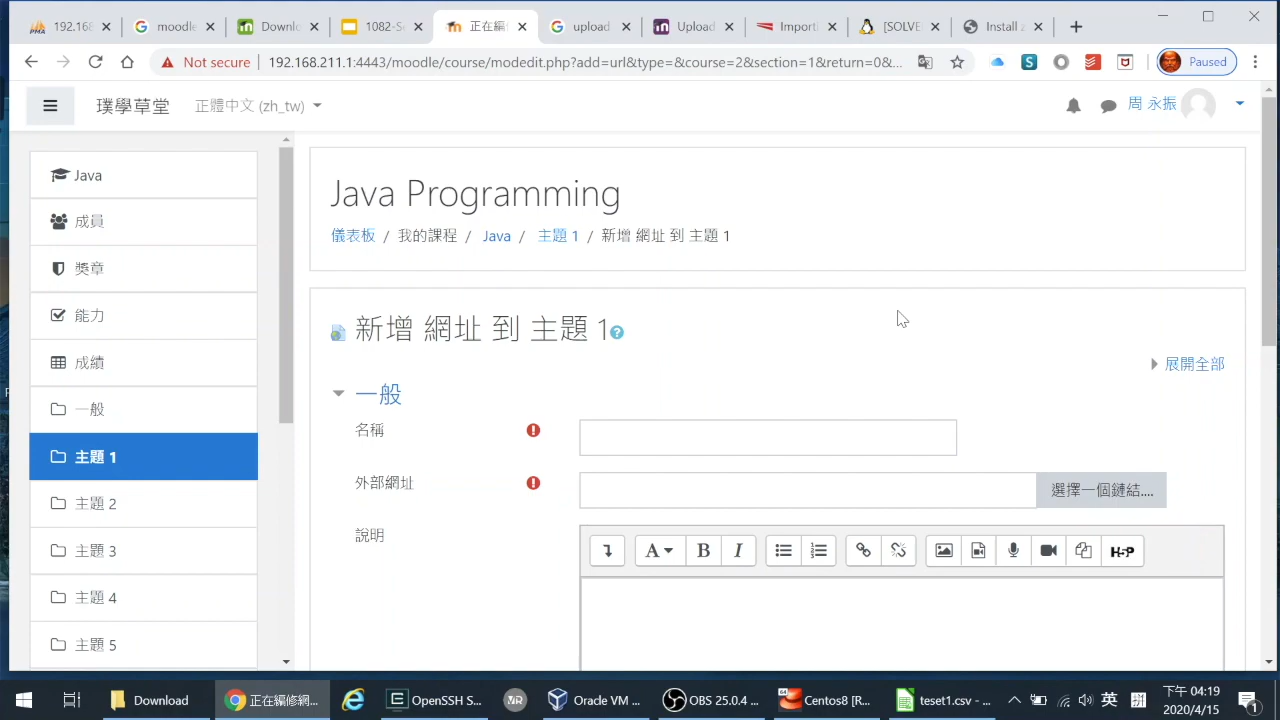 192.16
moodle
Downlo
1082-Se
正在編
upload
Upload
Importi
[SOLVE
Install a
Not secure
192.168.211.1:4443/moodle/course/modedit.php?add=url&type=&course=2&section=1&return=0&...
Paused
璞學草堂
正體中文 (zh_tw)
周 永振
Java
成員
獎章
能力
成績
一般
主題 1
主題 2
主題 3
主題 4
主題 5
Java Programming
儀表板 / 我的課程 / Java / 主題 1 / 新增 網址 到 主題 1
新增 網址 到 主題 1
展開全部
一般
名稱
外部網址
選擇一個鏈結....
說明
A
B
I
H5P
Download
正在編修網...
OpenSSH S...
Oracle VM ...
OBS 25.0.4 ...
Centos8 [R...
teset1.csv - ...
英
下午 04:19
2020/4/15
1